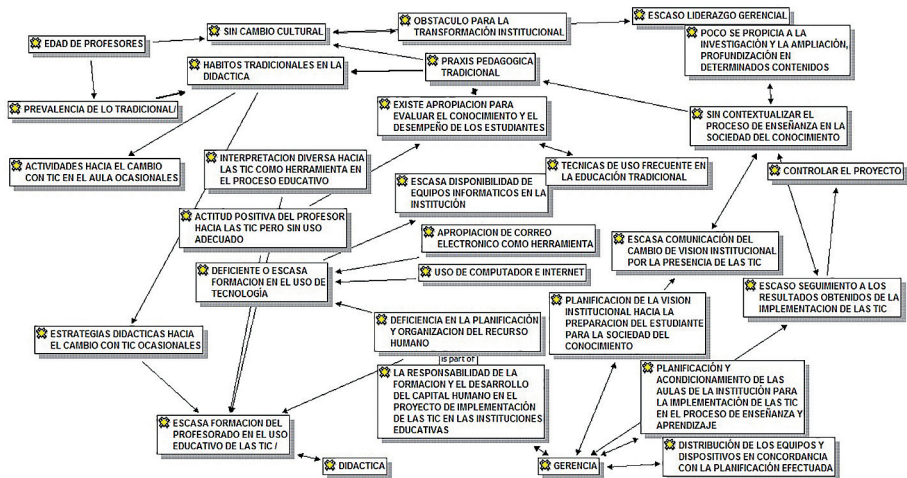 ESCASO LIDERAZGO GERENCIAL
OBSTACULO PARA LA
TRANSFORMACIÓN INSTITUCIONAL
SIN CAMBIO CULTURAL
EDAD DE PROFESORES
POCO SE PROPICIA A
LA INVESTIGACIÓN Y LA AMPLIACIÒN,
PROFUNDIZACIÓN EN
DETERMINADOS CONTENIDOS
HABITOS TRADICIONALES EN LA
DIDACTICA
PRAXIS PEDAGOGICA
TRADICIONAL
PREVALENCIA DE LO TRADICIONAL/
EXISTE APROPIACION PARA
EVALUAR EL CONOCIMIENTO Y EL
DESEMPEÑO DE LOS ESTUDIANTES
SIN CONTEXTUALIZAR EL
PROCESO DE ENSEÑANZA EN LA
SOCIEDAD DEL CONOCIMIENTO
ACTIVIDADES HACIA EL CAMBIO
CON TIC EN EL AULA OCASIONALES
INTERPRETACION DIVERSA HACIA
LAS TIC COMO HERRAMIENTA EN
EL PROCESO EDUCATIVO
TECNICAS DE USO FRECUENTE EN
LA EDUCACIÓN TRADICIONAL
CONTROLAR EL PROYECTO
ESCASA DISPONIBILIDAD DE
EQUIPOS INFORMATICOS EN LA
INSTITUCIÓN
ACTITUD POSITIVA DEL PROFESOR
HACIA LAS TIC PERO SIN USO
ADECUADO
APROPIACION DE CORREO
ELECTRONICO COMO HERRAMIENTA
ESCASA COMUNICACIÒN DEL
CAMBIO DE VISION INSTITUCIONAL
POR LA PRESENCIA DE LAS TIC
DEFICIENTE O ESCASA
FORMACION EN EL USO DE
TECNOLOGÍA
USO DE COMPUTADOR E INTERNET
ESCASO SEGUIMIENTO A LOS
RESULTADOS OBTENIDOS DE LA
IMPLEMENTACION DE LAS TIC
PLANIFICACION DE LA VISION
INSTITUCIONAL HACIA LA
PREPARACION DEL ESTUDIANTE
PARA LA SOCIEDAD DEL
CONOCIMIENTO
DEFICIENCIA EN LA PLANIFICACIÒN
Y ORGANIZACION DEL RECURSO
HUMANO
ESTRATEGIAS DIDACTICAS HACIA
EL CAMBIO CON TIC OCASIONALES
is part of
LA RESPONSABILIDAD DE LA
FORMACION Y EL DESARROLLO
DEL CAPITAL HUMANO EN EL
PROYECTO DE IMPLEMENTACIÓN
DE LAS TIC EN LAS INSTITUCIONES
EDUCATIVAS
PLANIFICACIÓN Y
ACONDICIONAMIENTO DE LAS
AULAS DE LA INSTITUCIÓN PARA
LA IMPLEMENTACIÓN DE LAS TIC
EN EL PROCESO DE ENSEÑANZA Y
APRENDIZAJE
ESCASA FORMACION DEL
PROFESORADO EN EL USO
EDUCATIVO DE LAS TIC /
DISTRIBUCIÓN DE LOS EQUIPOS Y
DISPOSITIVOS EN CONCORDANCIA
CON LA PLANIFICACIÓN EFECTUADA
DIDACTICA
GERENCIA